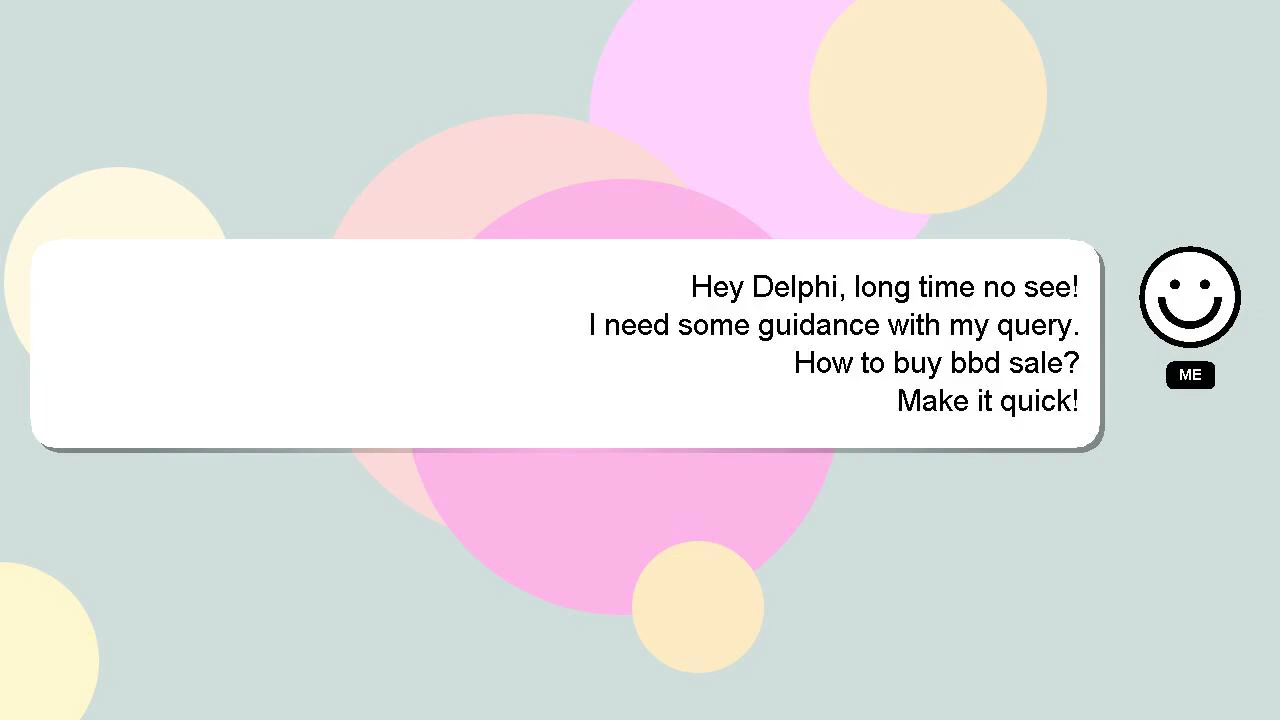 Hey Delphi, long time no see!
I need some guidance with my query.
How to buy bbd sale?
Make it quick!
ME